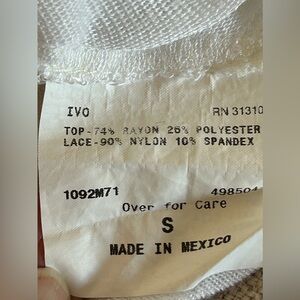 IVO RN 31310
TOP-74% RAYON 26% POLYESTER
LACE-90% NYLON 10% SPANDEX
1092M71 498504
Over for Care
S
MADE IN MEXICO